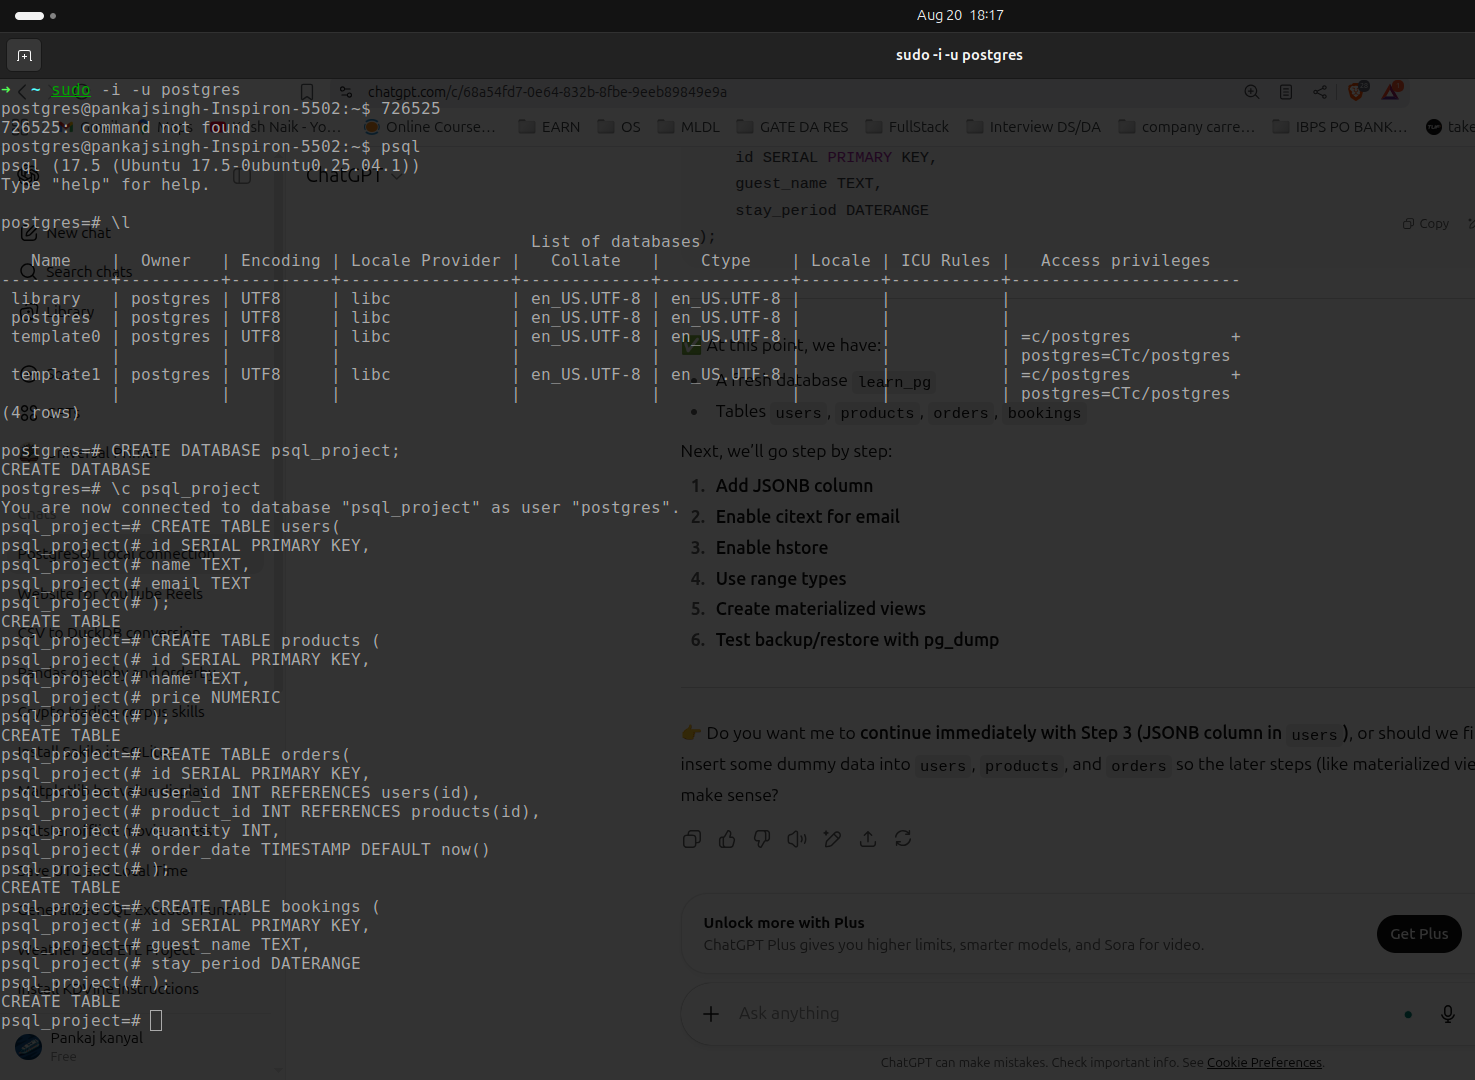 Aug 20 18:17
sudo -i -u postgres
➜ ~ sudo -i -u postgres
postgres@pankajsingh-Inspiron-5502:~$ 726525
726525: command not found
postgres@pankajsingh-Inspiron-5502:~$ psql
psql (17.5 (Ubuntu 17.5-0ubuntu0.25.04.1))
Type "help" for help.
postgres=# \l
List of databases
Name | Owner | Encoding | Locale Provider | Collate | Ctype | Locale | ICU Rules | Access privileges
-----------+----------+----------+-----------------+-------------+-------------+--------+-----------+-----------------------
library | postgres | UTF8 | libc | en_US.UTF-8 | en_US.UTF-8 | | |
postgres | postgres | UTF8 | libc | en_US.UTF-8 | en_US.UTF-8 | | |
template0 | postgres | UTF8 | libc | en_US.UTF-8 | en_US.UTF-8 | | | =c/postgres +
| | | | | | | | postgres=CTc/postgres
template1 | postgres | UTF8 | libc | en_US.UTF-8 | en_US.UTF-8 | | | =c/postgres +
| | | | | | | | postgres=CTc/postgres
(4 rows)
postgres=# CREATE DATABASE psql_project;
CREATE DATABASE
postgres=# \c psql_project
You are now connected to database "psql_project" as user "postgres".
psql_project=# CREATE TABLE users(
psql_project(# id SERIAL PRIMARY KEY,
psql_project(# name TEXT,
psql_project(# email TEXT
psql_project(# );
CREATE TABLE
psql_project=# CREATE TABLE products (
psql_project(# id SERIAL PRIMARY KEY,
psql_project(# name TEXT,
psql_project(# price NUMERIC
psql_project(# );
CREATE TABLE
psql_project=# CREATE TABLE orders(
psql_project(# id SERIAL PRIMARY KEY,
psql_project(# user_id INT REFERENCES users(id),
psql_project(# product_id INT REFERENCES products(id),
psql_project(# quantity INT,
psql_project(# order_date TIMESTAMP DEFAULT now()
psql_project(# );
CREATE TABLE
psql_project=# CREATE TABLE bookings (
psql_project(# id SERIAL PRIMARY KEY,
psql_project(# guest_name TEXT,
psql_project(# stay_period DATERANGE
psql_project(# );
CREATE TABLE
psql_project=#
chatgpt.com/c/68a54fd7-0e64-832b-8fbe-9eeb89849e9a
Naik - Yo... Online Course... EARN OS MLDL GATE DA RES FullStack Interview DS/DA company carre... IBPS PO BANK... take
ChatGPT
New chat
Search chats
Library
PostgreSQL local connection
Website for YouTube Reels
CSV to DuckDB conversion
Pandas groupby and orderby
skills
Pankaj kanyal
Free
id SERIAL PRIMARY KEY,
guest_name TEXT,
stay_period DATERANGE
);
Copy
✅ At this point, we have:
• A fresh database learn_pg
• Tables users, products, orders, bookings
Next, we’ll go step by step:
1. Add JSONB column
2. Enable citext for email
3. Enable hstore
4. Use range types
5. Create materialized views
6. Test backup/restore with pg_dump
👉 Do you want me to continue immediately with Step 3 (JSONB column in users), or should we fi
insert some dummy data into users, products, and orders so the later steps (like materialized vie
make sense?
Unlock more with Plus
ChatGPT Plus gives you higher limits, smarter models, and Sora for video.
Get Plus
Ask anything
ChatGPT can make mistakes. Check important info. See Cookie Preferences.